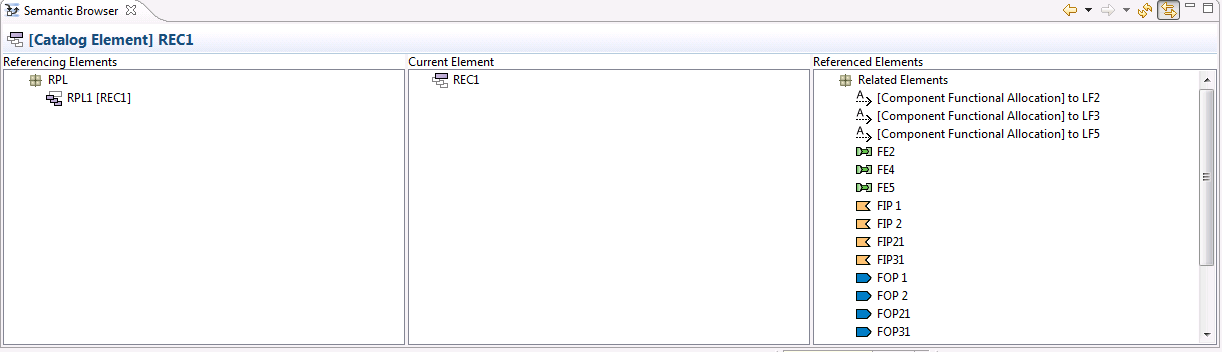 Semantic Browser
[Catalog Element] REC1
Referencing Elements
RPL
RPL1 [REC1]
Current Element
REC1
Referenced Elements
Related Elements
[Component Functional Allocation] to LF2
[Component Functional Allocation] to LF3
[Component Functional Allocation] to LF5
FE2
FE4
FE5
FIP 1
FIP 2
FIP21
FIP31
FOP 1
FOP 2
FOP21
FOP31